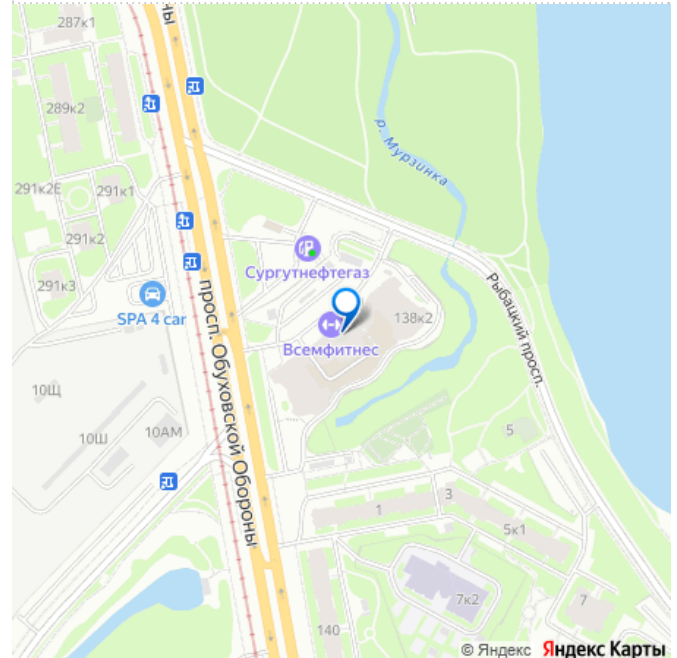 НЫ
287к1
289к2
291к2Е
291к1
291к2
291к3
р. Мурзинка
Сургутнефтегаз
SPA 4 car
Всемфитнес
138к2
Рыбацкий просп.
просп. Обуховской Обороны
10Щ
10Ш
10АМ
5
1
3
5к1
7к2
7
140
© Яндекс Яндекс Карты